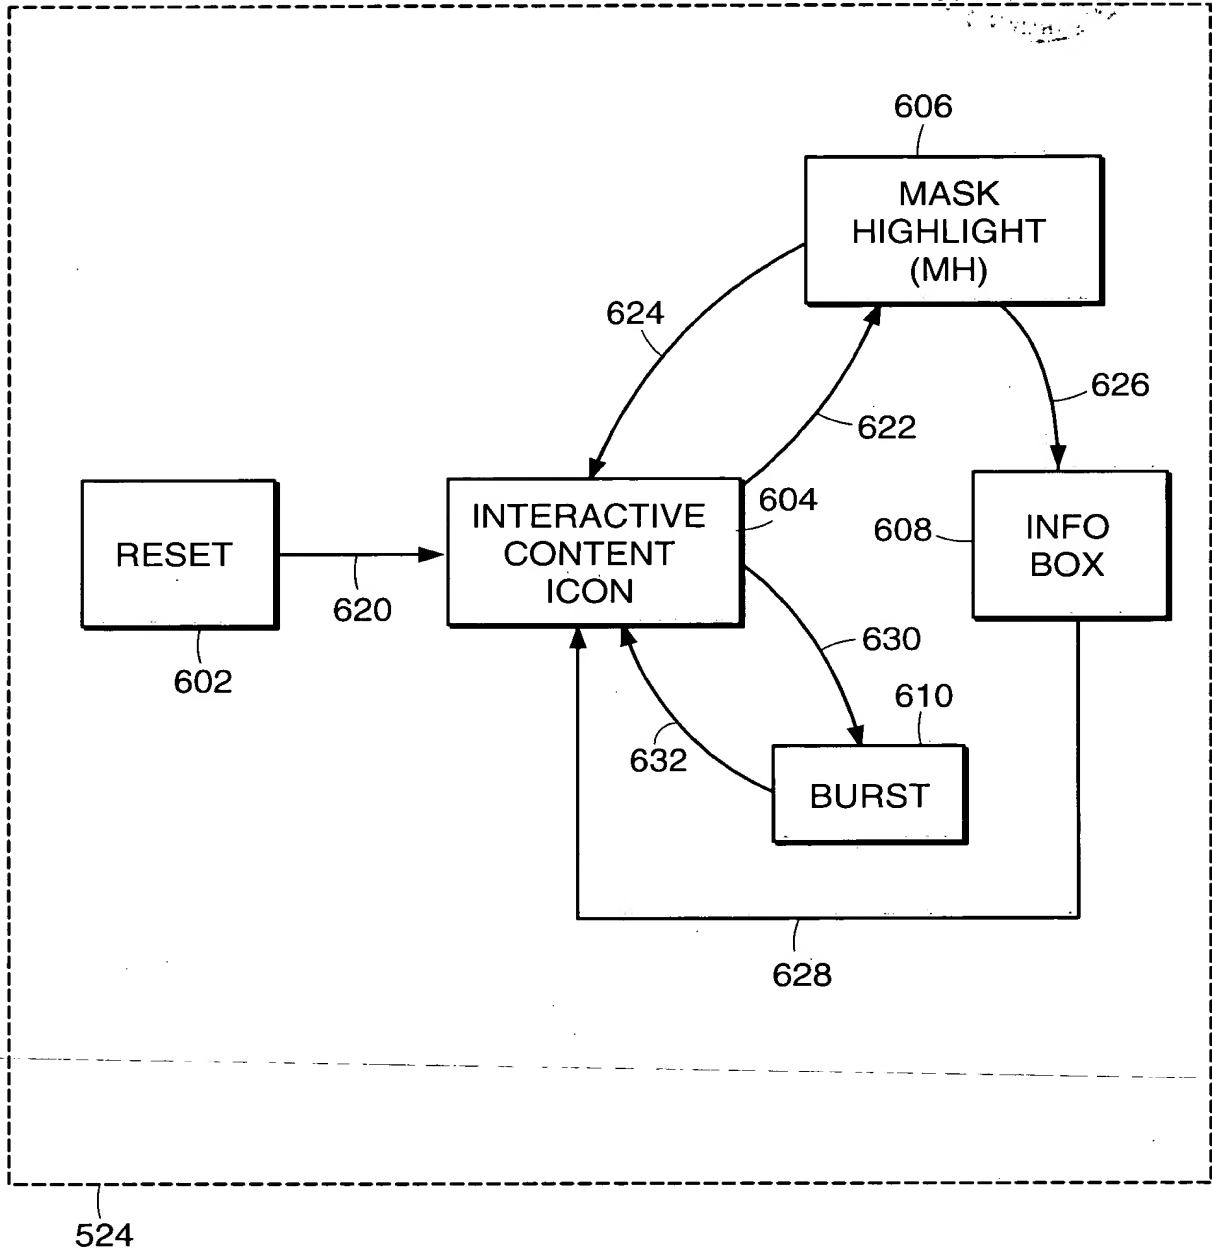 606
MASK
HIGHLIGHT
(MH)
624
622
626
RESET
620
602
INTERACTIVE
CONTENT
ICON
604
608
INFO
BOX
630
610
632
BURST
628
524